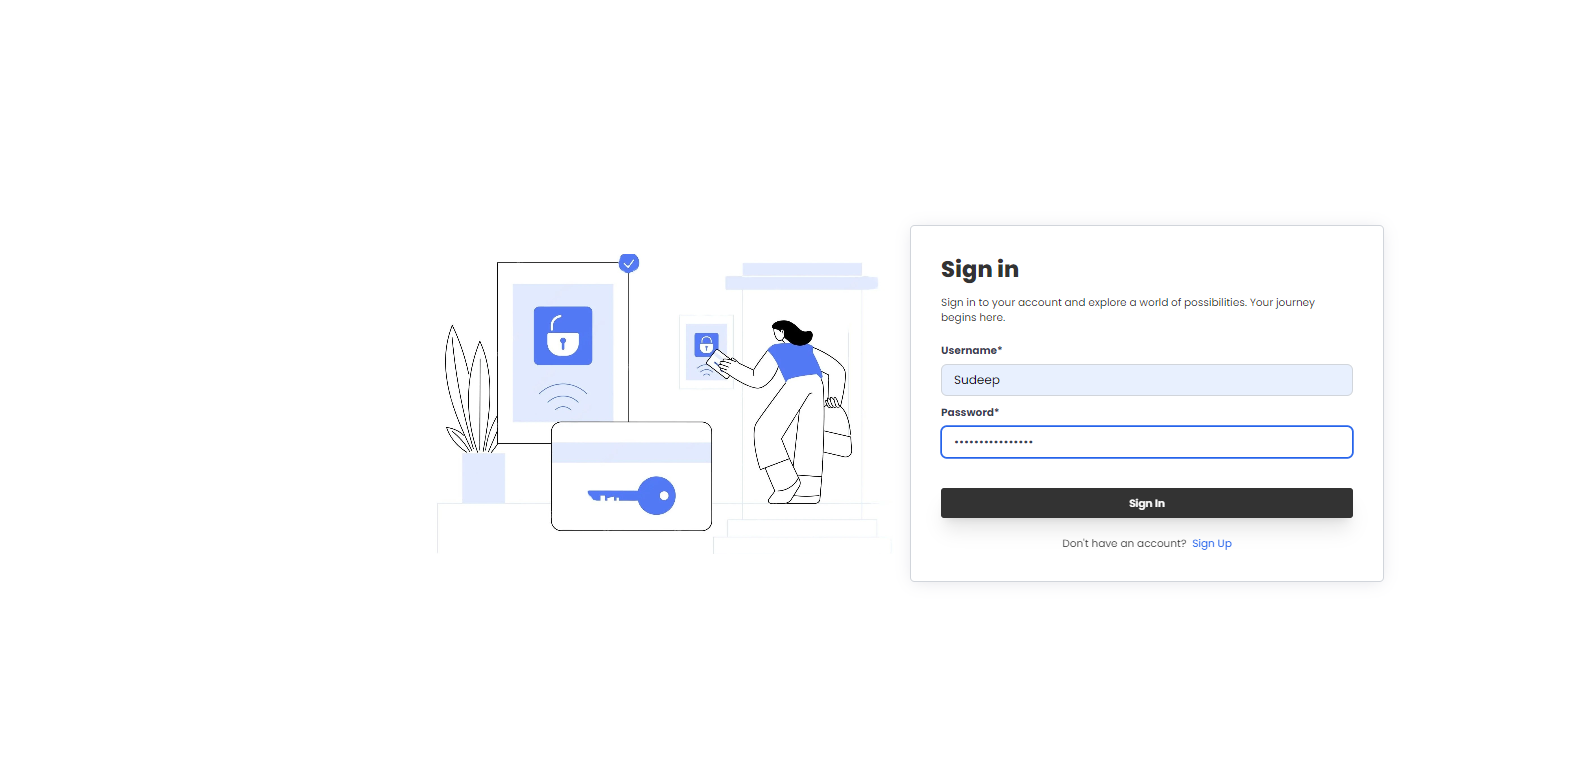 Sign in
Sign in to your account and explore a world of possibilities. Your journey
begins here.
Username*
Sudeep
Password*
••••••••••••••••
Sign In
Don't have an account? Sign Up